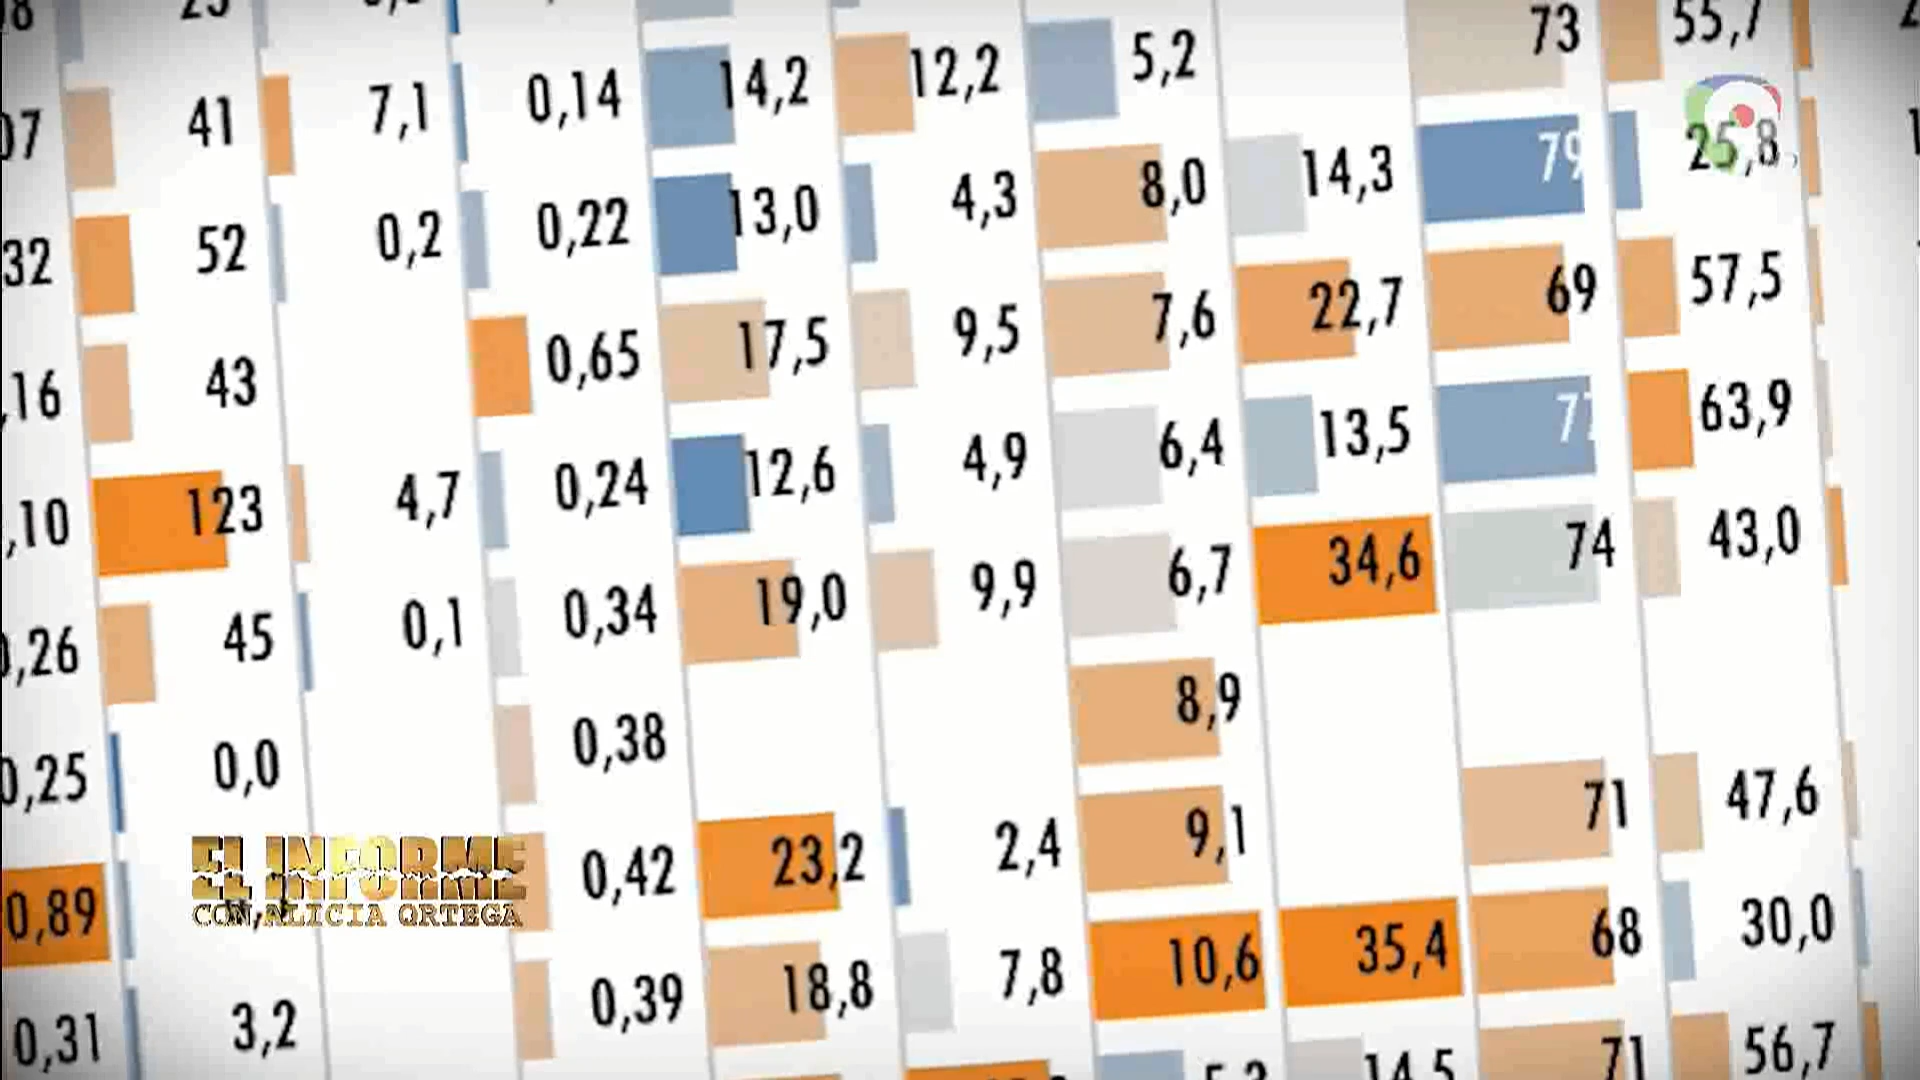 73 55,7
41 7,1 0,14 14,2 12,2 5,2
52 0,2 0,22 13,0 4,3 8,0 14,3 79 25,8
43 0,65 17,5 9,5 7,6 22,7 69 57,5
123 4,7 0,24 12,6 4,9 6,4 13,5 77 63,9
45 0,1 0,34 19,0 9,9 6,7 34,6 74 43,0
0,25 0,0 0,38 8,9
0,42 23,2 2,4 9,1 71 47,6
0,89 0,39 18,8 7,8 10,6 35,4 68 30,0
0,31 3,2 14,5 71 56,7
EL INFORME
CON ALICIA ORTEGA